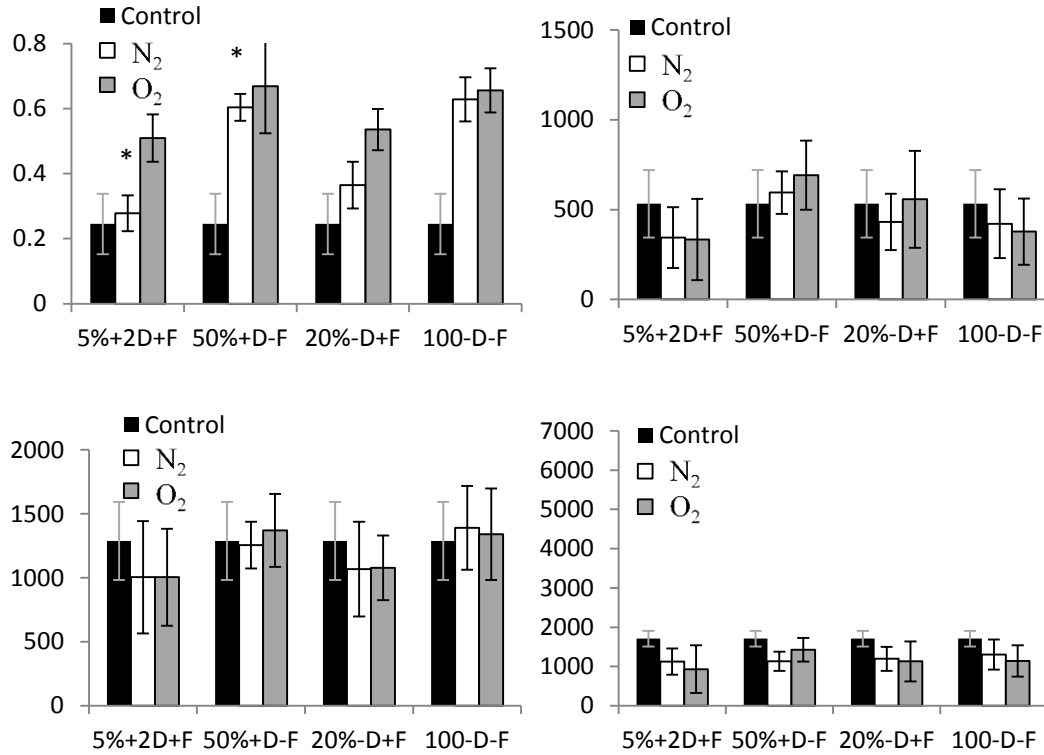 Control
N₂
O₂
0.8
0.6
0.4
0.2
0
*
*
5%+2D+F 50%+D-F 20%-D+F 100-D-F
Control
N₂
O₂
1500
1000
500
0
5%+2D+F 50%+D-F 20%-D+F 100-D-F
Control
N₂
O₂
2000
1500
1000
500
0
5%+2D+F 50%+D-F 20%-D+F 100-D-F
Control
N₂
O₂
7000
6000
5000
4000
3000
2000
1000
0
5%+2D+F 50%+D-F 20%-D+F 100-D-F